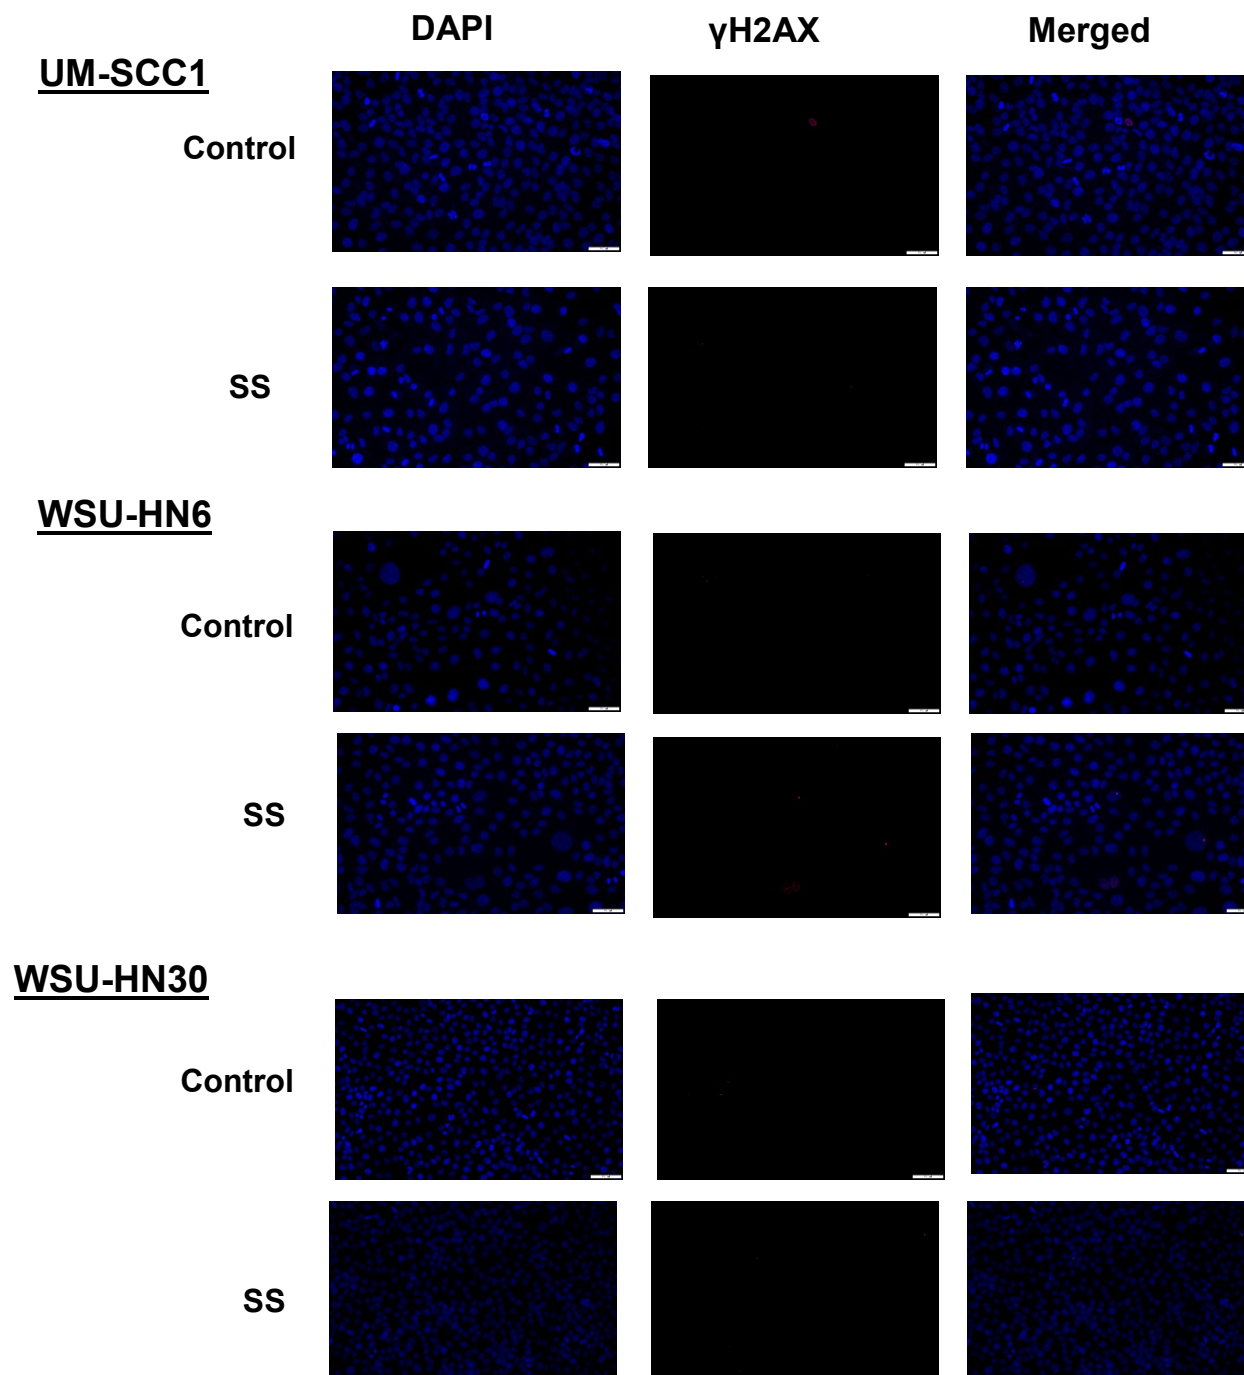 DAPI γH2AX Merged
UM-SCC1
Control
SS
WSU-HN6
Control
SS
WSU-HN30
Control
SS